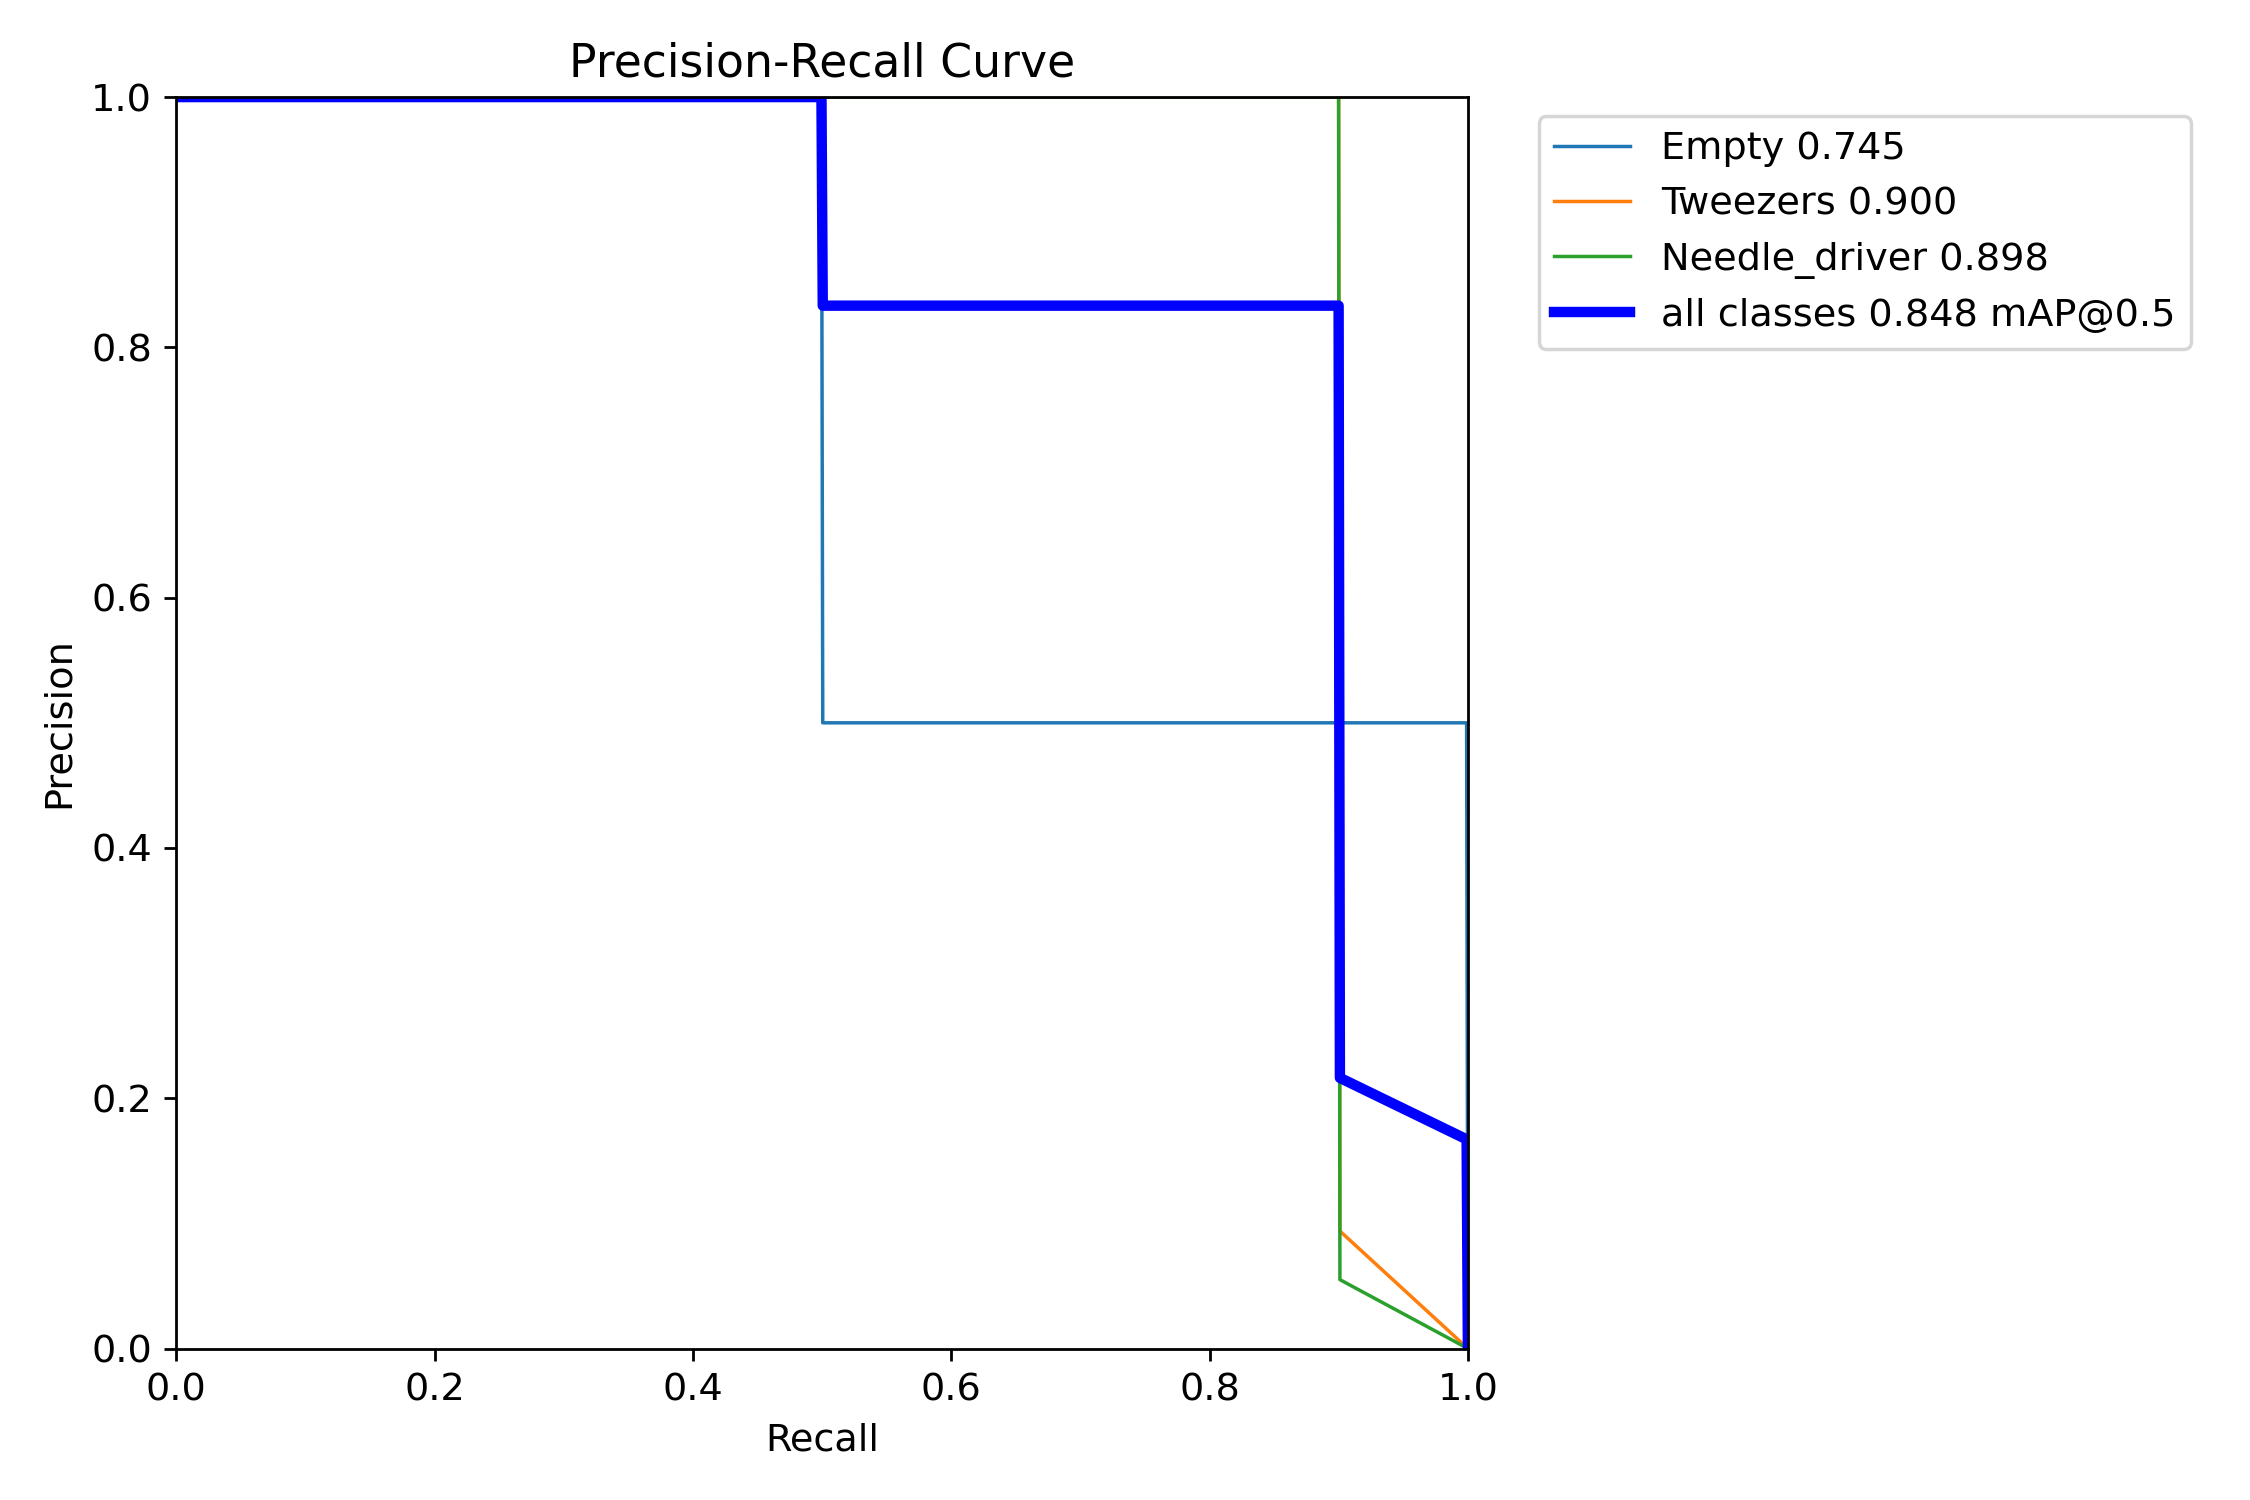 Precision-Recall Curve
1.0
0.8
0.6
0.4
0.2
0.0
Precision
0.0 0.2 0.4 0.6 0.8 1.0
Recall
Empty 0.745
Tweezers 0.900
Needle_driver 0.898
all classes 0.848 mAP@0.5